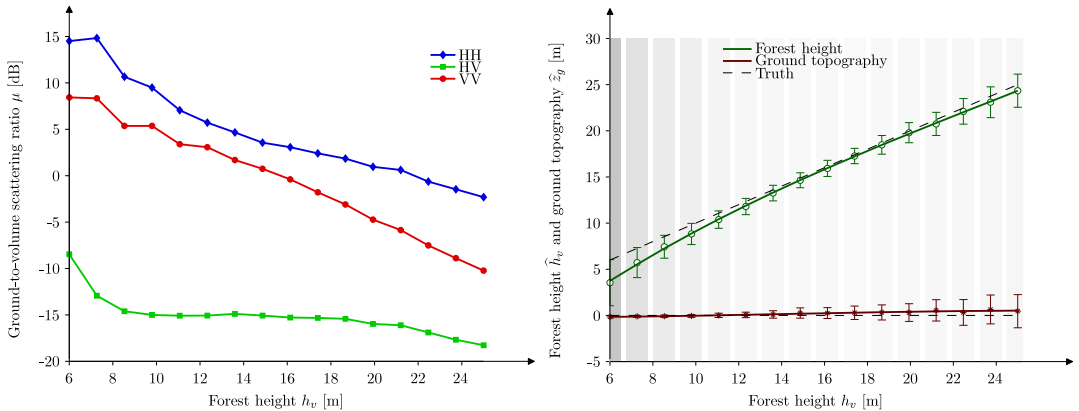 Ground-to-volume scattering ratio μ [dB]
15
10
5
0
-5
-10
-15
-20
6 8 10 12 14 16 18 20 22 24
Forest height h_v [m]
HH
HV
VV
Forest height ĥ_v and ground topography ẑ_g [m]
30
25
20
15
10
5
0
-5
6 8 10 12 14 16 18 20 22 24
Forest height h_v [m]
Forest height
Ground topography
Truth